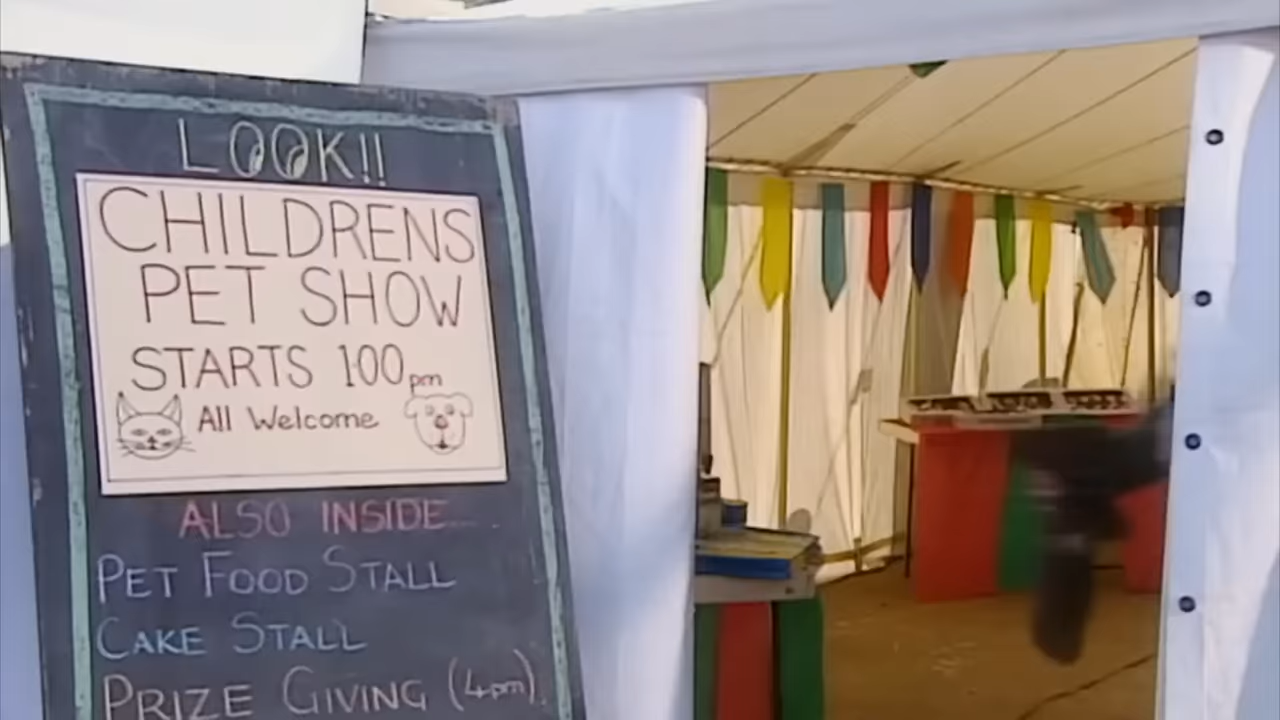 LOOK!!
CHILDRENS
PET SHOW
STARTS 1:00 pm
All Welcome
ALSO INSIDE....
PET FOOD STALL
CAKE STALL
PRIZE GIVING (4pm)